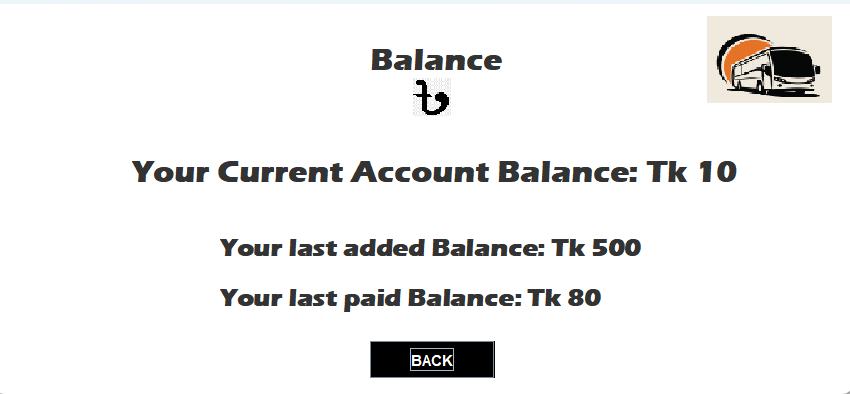 Balance
৳
Your Current Account Balance: Tk 10
Your last added Balance: Tk 500
Your last paid Balance: Tk 80
BACK